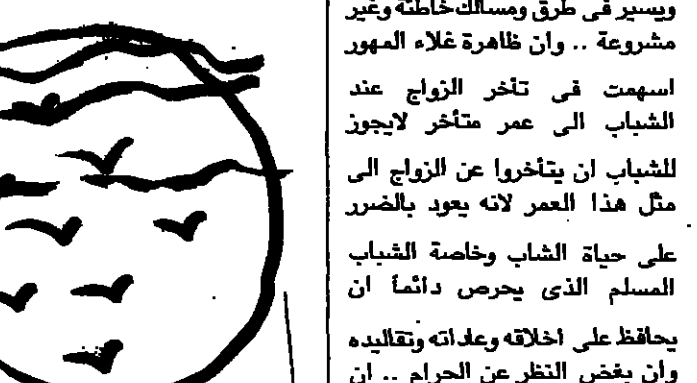 ويسير فى طرق ومسالك خاطئة وغير
مشروعة .. وان ظاهرة غلاء المهور
اسهمت فى تأخر الزواج عند
الشباب الى عمر متأخر لايجوز
للشباب ان يتأخروا عن الزواج الى
مثل هذا العمر لانه يعود بالضرر
على حياة الشاب وخاصة الشباب
المسلم الذى يحرص دائماً ان
يحافظ على اخلاقه وعاداته وتقاليده
وان يغض النظر عن الحرام .. ان